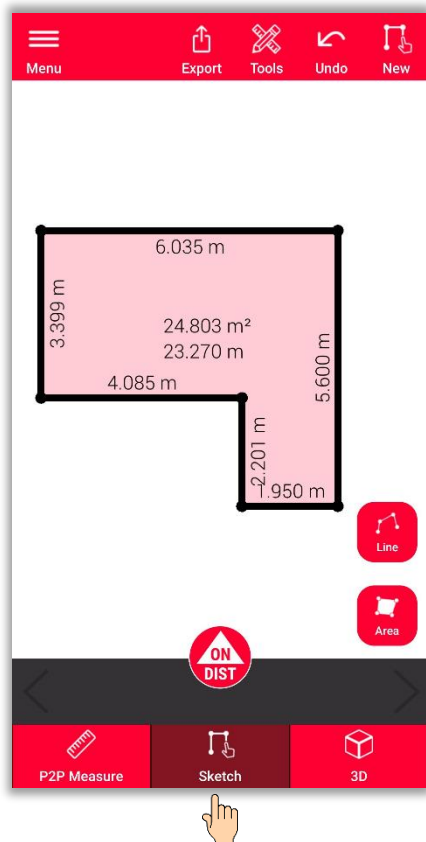 Menu
Export
Tools
Undo
New
6.035 m
3.399 m
24.803 m²
23.270 m
5.600 m
4.085 m
2.201 m
1.950 m
Line
Area
ON
DIST
P2P Measure
Sketch
3D